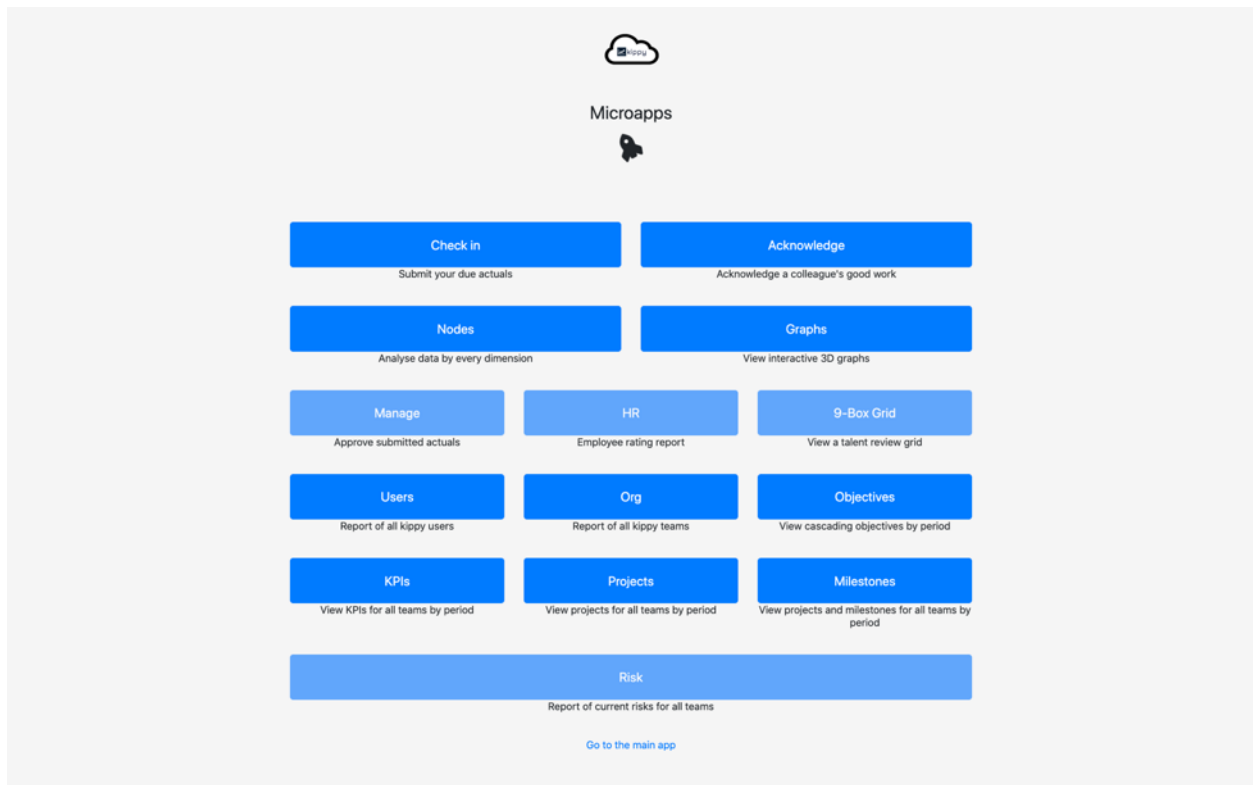 kippy
Microapps
Check in
Acknowledge
Submit your due actuals
Acknowledge a colleague's good work
Nodes
Graphs
Analyse data by every dimension
View interactive 3D graphs
Manage
HR
9-Box Grid
Approve submitted actuals
Employee rating report
View a talent review grid
Users
Org
Objectives
Report of all kippy users
Report of all kippy teams
View cascading objectives by period
KPIs
Projects
Milestones
View KPIs for all teams by period
View projects for all teams by period
View projects and milestones for all teams by
period
Risk
Report of current risks for all teams
Go to the main app